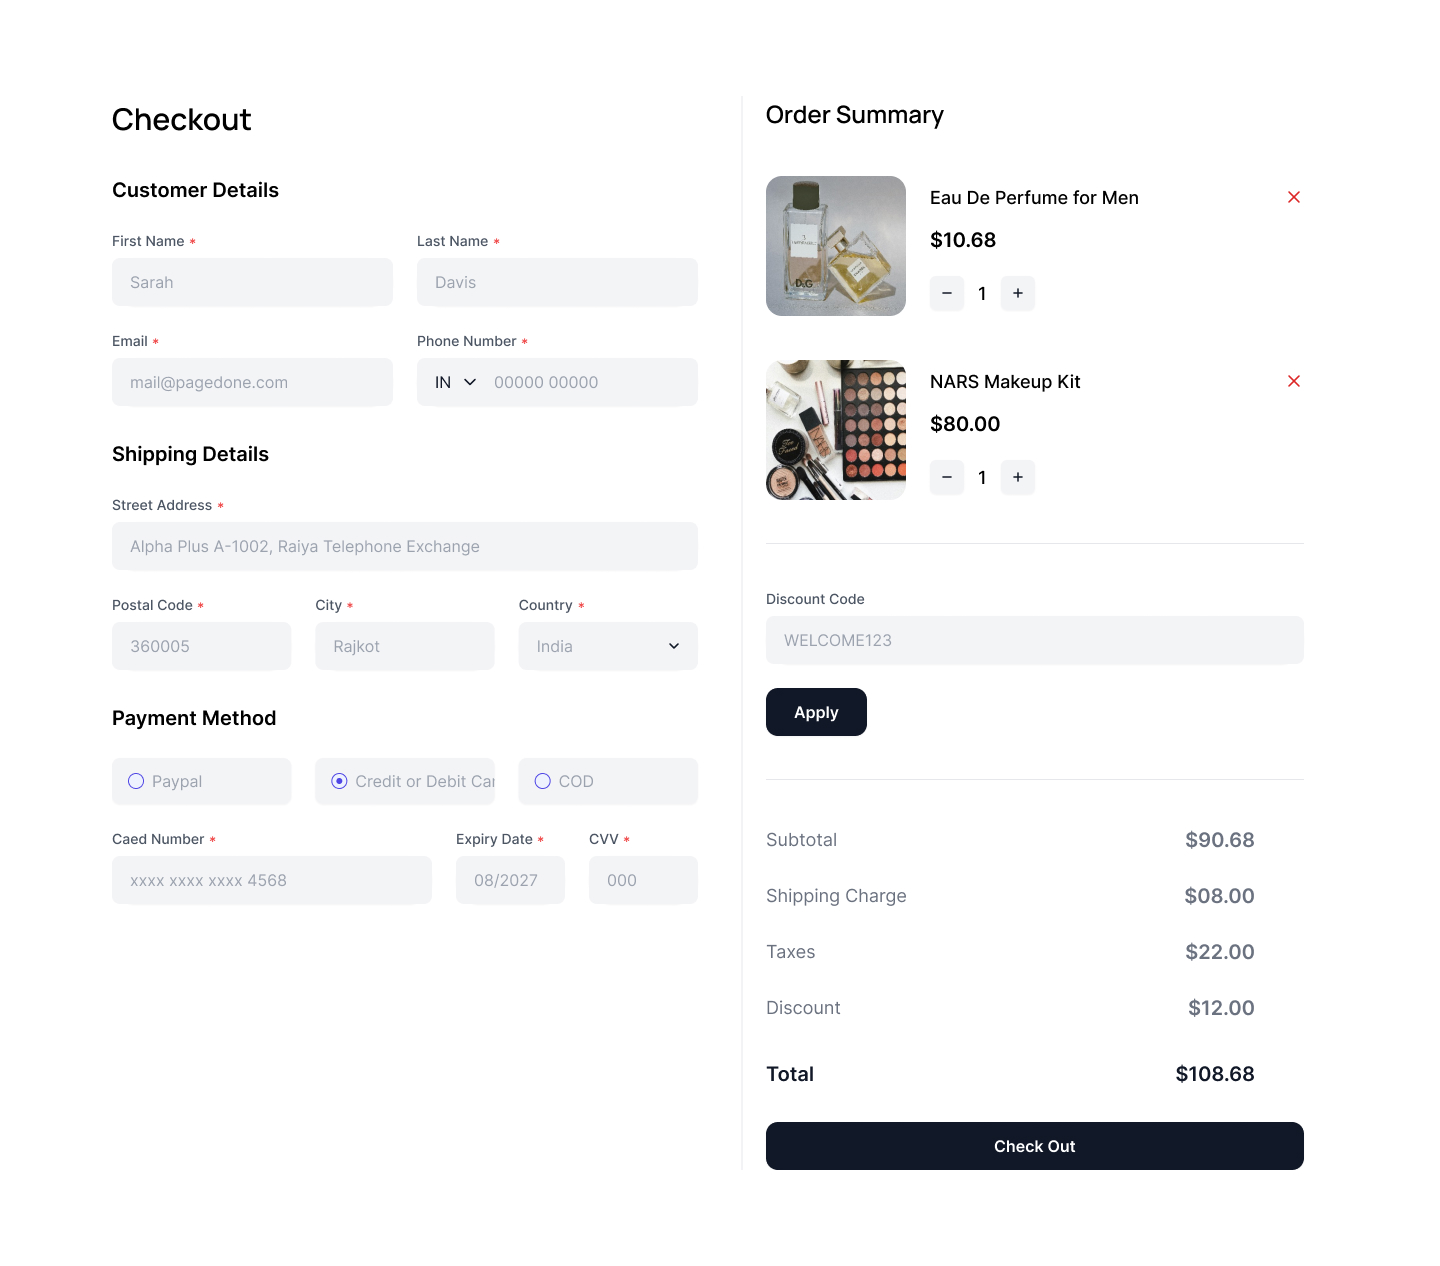 Checkout
Customer Details
First Name *
Last Name *
Sarah
Davis
Email *
Phone Number *
mail@pagedone.com
IN 00000 00000
Shipping Details
Street Address *
Alpha Plus A-1002, Raiya Telephone Exchange
Postal Code *
City *
Country *
360005
Rajkot
India
Payment Method
Paypal
Credit or Debit Car
COD
Caed Number *
Expiry Date *
CVV *
xxxx xxxx xxxx 4568
08/2027
000
Order Summary
D&G
Eau De Perfume for Men
$10.68
− 1 +
NARS Makeup Kit
$80.00
− 1 +
Discount Code
WELCOME123
Apply
Subtotal $90.68
Shipping Charge $08.00
Taxes $22.00
Discount $12.00
Total $108.68
Check Out